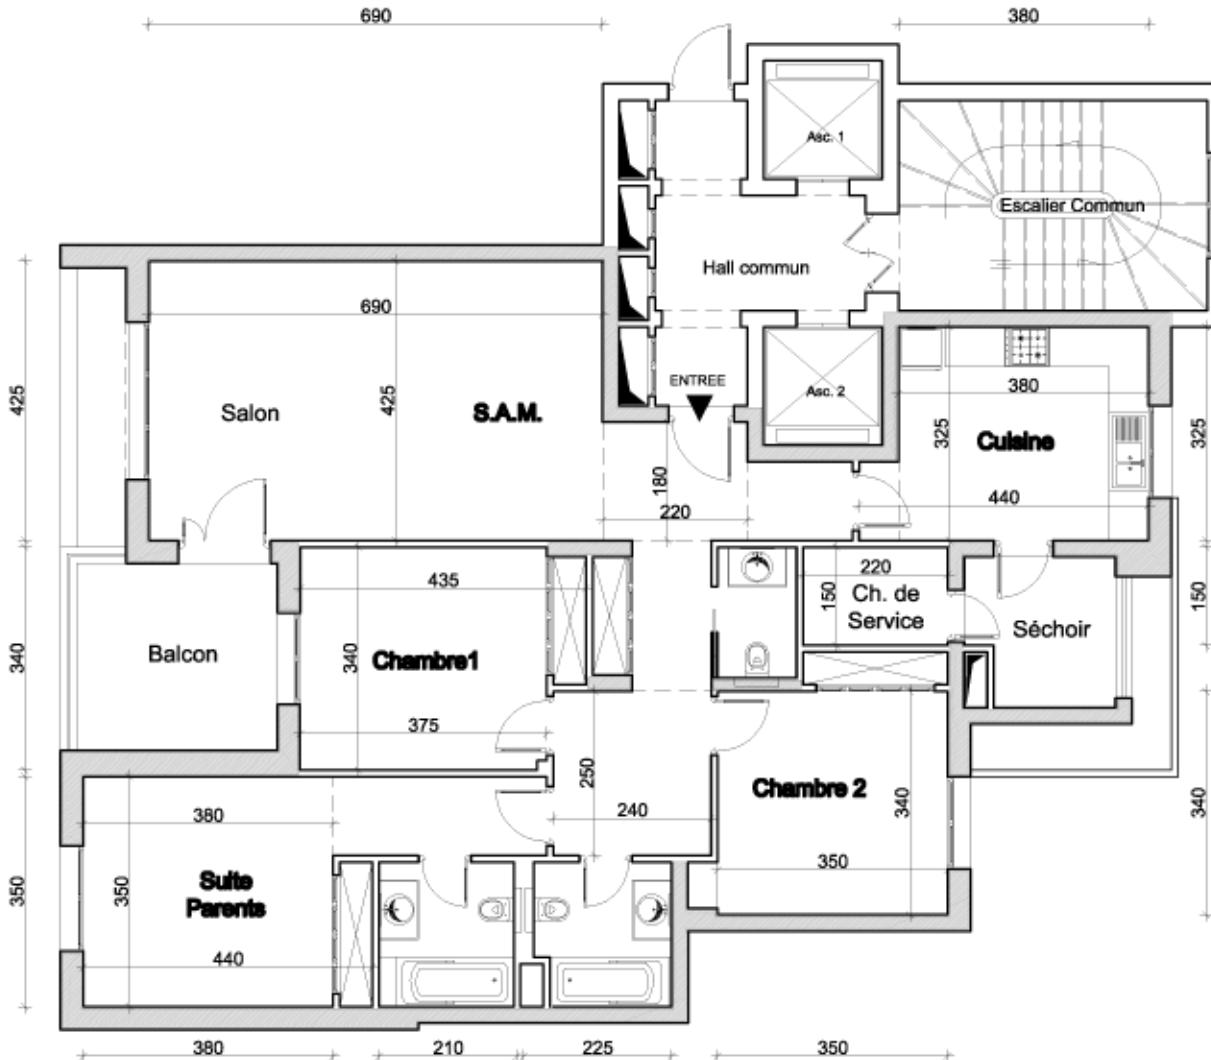 690
380
Asc. 1
Escalier Commun
Hall commun
690
ENTREE
380
Asc. 2
425
425
Salon
S.A.M.
325
Cuisine
325
180
440
220
435
220
150
Ch. de
Service
150
Séchoir
340
Balcon
340
Chambre1
375
250
Chambre 2
340
340
380
240
350
350
350
Suite
Parents
440
380
210
225
350